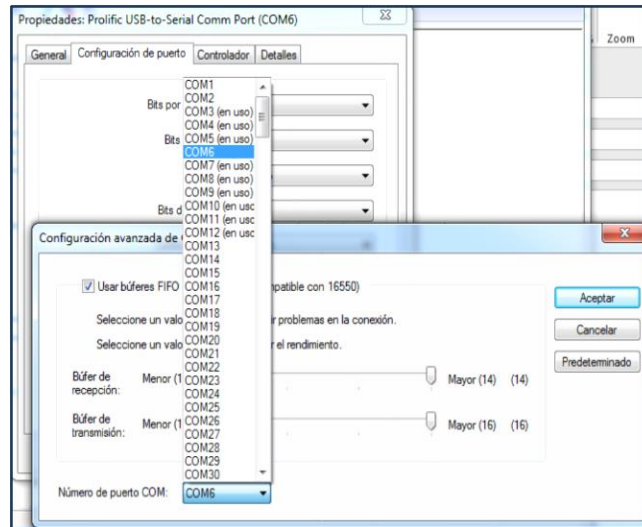 Propiedades: Prolific USB-to-Serial Comm Port (COM6)
Zoom
General Configuración de puerto Controlador Detalles
COM1
COM2
COM3 (en uso)
COM4 (en uso)
COM5 (en uso)
COM6
COM7 (en uso)
COM8 (en uso)
COM9 (en uso)
COM10 (en uso
COM11 (en uso
COM12 (en uso
COM13
COM14
COM15
COM16
COM17
COM18
COM19
COM20
COM21
COM22
COM23
COM24
COM25
COM26
COM27
COM28
COM29
COM30
Bits por
Bits
Bits d
Configuración avanzada de
Usar búferes FIFO patible con 16550)
Seleccione un valo ir problemas en la conexión.
Seleccione un valo r el rendimiento.
Búfer de recepción: Menor (1 Mayor (14) (14)
Búfer de transmisión: Menor (1 Mayor (16) (16)
Número de puerto COM: COM6
Aceptar
Cancelar
Predeterminado